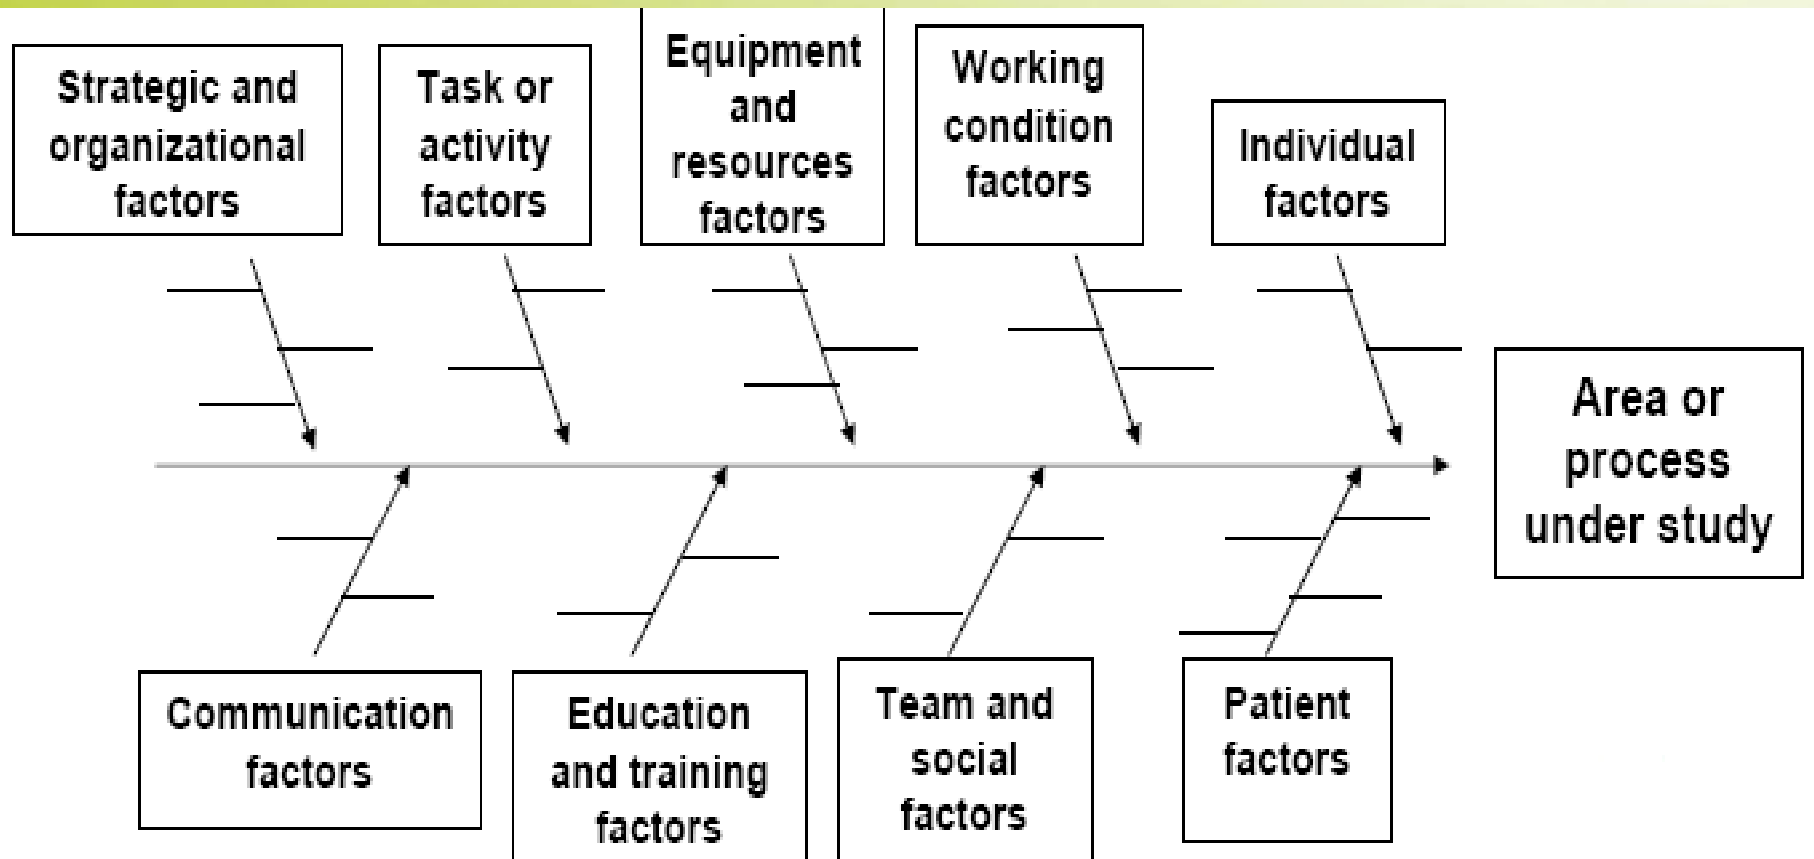 Strategic and
organizational
factors
Task or
activity
factors
Equipment
and
resources
factors
Working
condition
factors
Individual
factors
Area or
process
under study
Communication
factors
Education
and training
factors
Team and
social
factors
Patient
factors